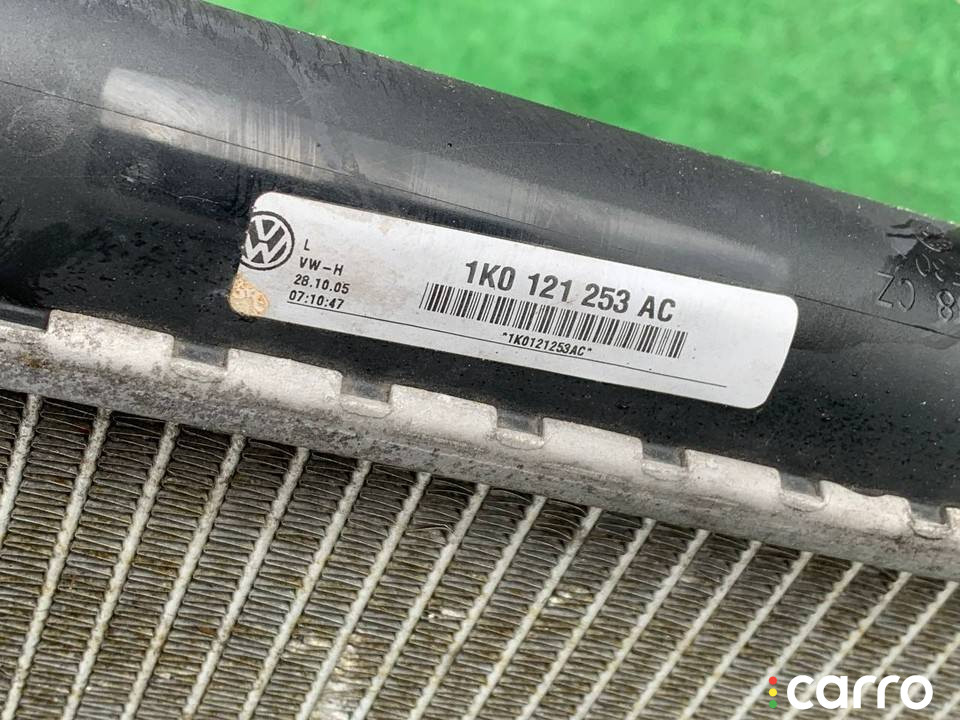 L
VW-H
28.10.05
07:10:47
1K0 121 253 AC
*1K0121253AC*
carro